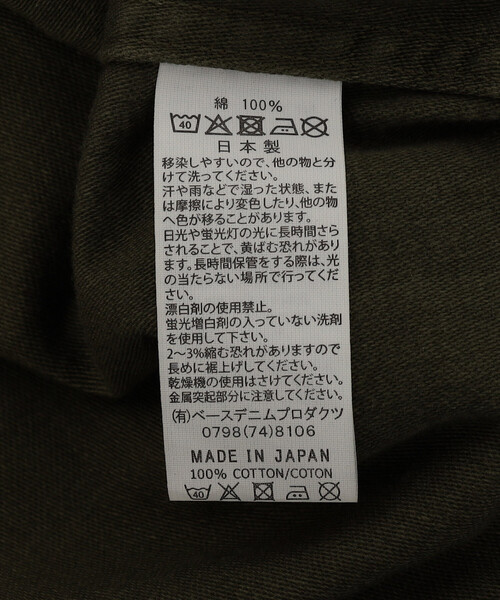 綿 100%
40
日本製
移染しやすいので、他の物と分
けて洗ってください。
汗や雨などで湿った状態、また
は摩擦により変色したり、他の物
へ色が移ることがあります。
日光や蛍光灯の光に長時間さら
されることで、黄ばむ恐れがあり
ます。長時間保管をする際は、光
の当たらない場所で行ってくだ
さい。
漂白剤の使用禁止。
蛍光増白剤の入っていない洗剤
を使用して下さい。
2〜3%縮む恐れがありますので
長めに裾上げしてください。
乾燥機の使用はさけてください。
金属突起部分に注意してください。
(有)ベースデニムプロダクツ
0798(74)8106
MADE IN JAPAN
100% COTTON/COTON
40